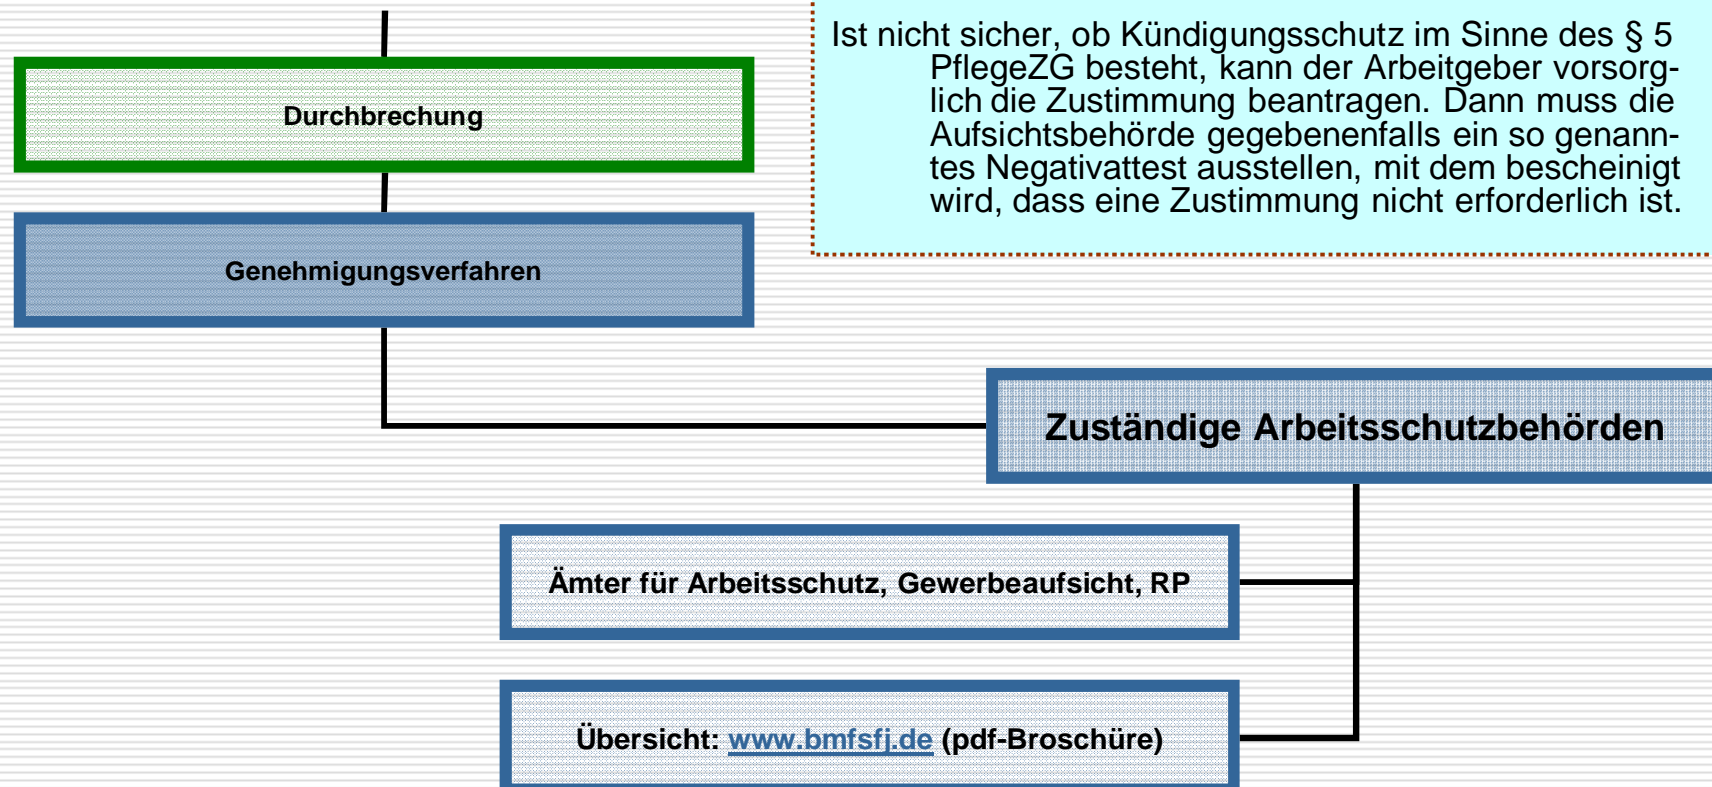 Ist nicht sicher, ob Kündigungsschutz im Sinne des § 5
PflegeZG besteht, kann der Arbeitgeber vorsorg-
lich die Zustimmung beantragen. Dann muss die
Aufsichtsbehörde gegebenenfalls ein so genann-
tes Negativattest ausstellen, mit dem bescheinigt
wird, dass eine Zustimmung nicht erforderlich ist.
Durchbrechung
Genehmigungsverfahren
Zuständige Arbeitsschutzbehörden
Ämter für Arbeitsschutz, Gewerbeaufsicht, RP
Übersicht: www.bmfsfj.de (pdf-Broschüre)